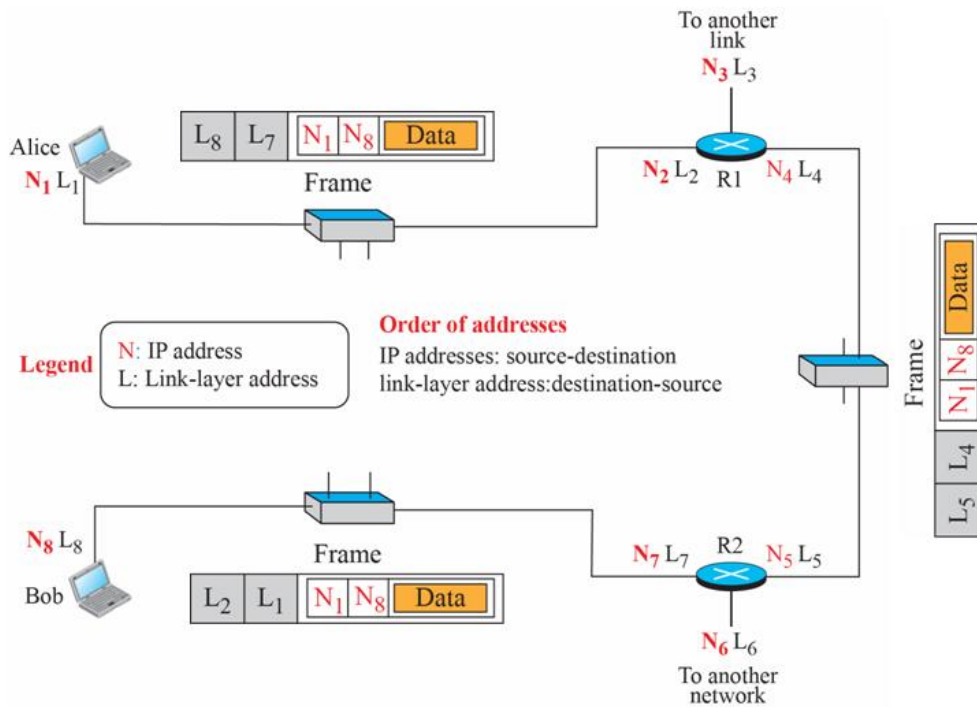 To another
link
N3 L3
L8 L7 N1 N8 Data
Alice
N1 L1
Frame
N2 L2
R1
N4 L4
Legend
N: IP address
L: Link-layer address
Order of addresses
IP addresses: source-destination
link-layer address:destination-source
Frame
L5 L4 N1 N8 Data
N8 L8
Bob
Frame
L2 L1 N1 N8 Data
N7 L7
R2
N5 L5
N6 L6
To another
network